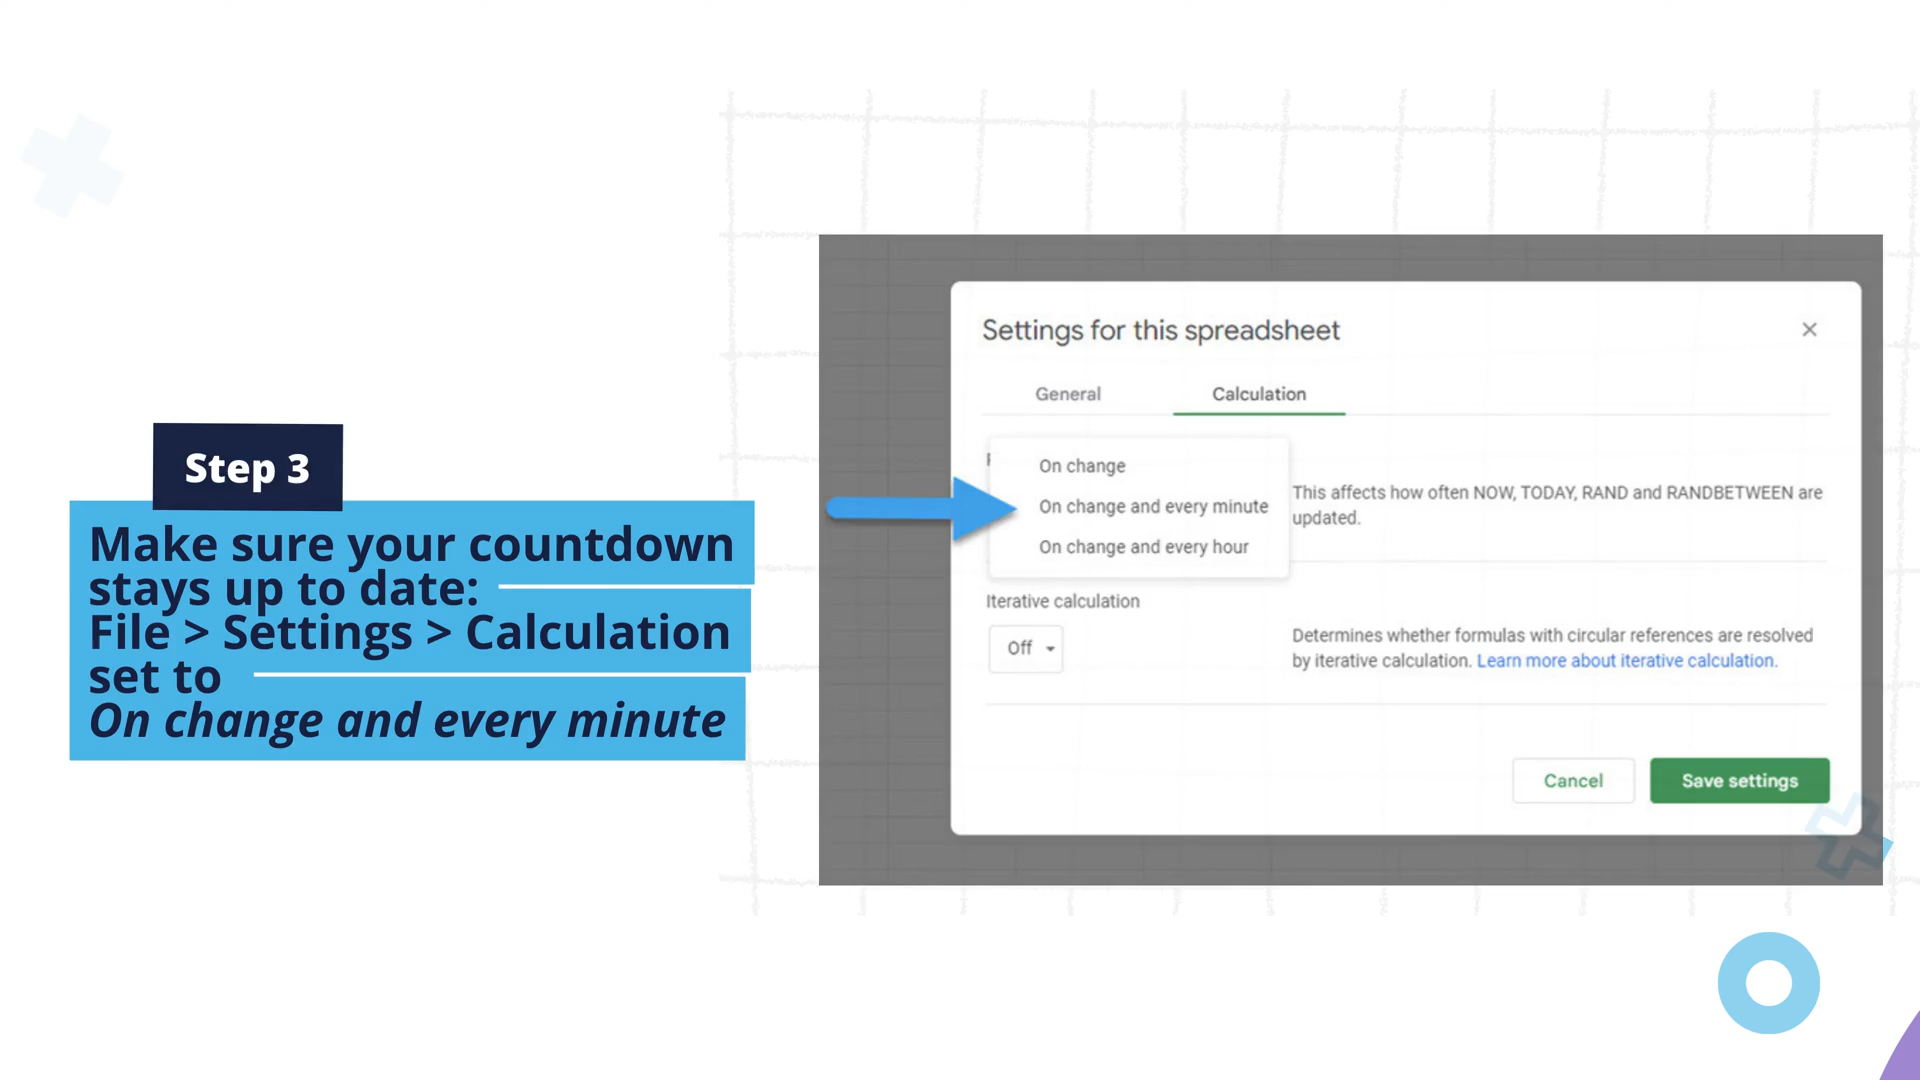 Step 3
Make sure your countdown
stays up to date:
File > Settings > Calculation
set to
On change and every minute
Settings for this spreadsheet
General
Calculation
On change
On change and every minute
On change and every hour
This affects how often NOW, TODAY, RAND and RANDBETWEEN are
updated.
Iterative calculation
Off
Determines whether formulas with circular references are resolved
by iterative calculation. Learn more about iterative calculation.
Cancel
Save settings